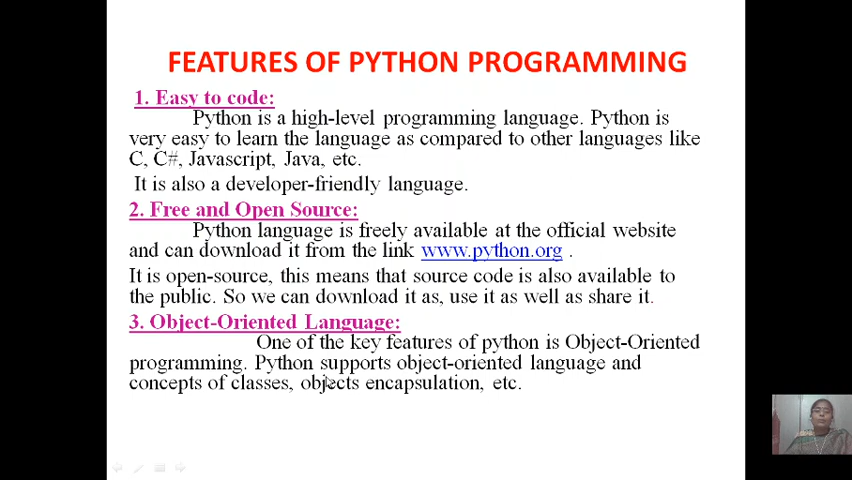 FEATURES OF PYTHON PROGRAMMING
1. Easy to code:
Python is a high-level programming language. Python is
very easy to learn the language as compared to other languages like
C, C#, Javascript, Java, etc.
It is also a developer-friendly language.
2. Free and Open Source:
Python language is freely available at the official website
and can download it from the link www.python.org .
It is open-source, this means that source code is also available to
the public. So we can download it as, use it as well as share it.
3. Object-Oriented Language:
One of the key features of python is Object-Oriented
programming. Python supports object-oriented language and
concepts of classes, objects encapsulation, etc.